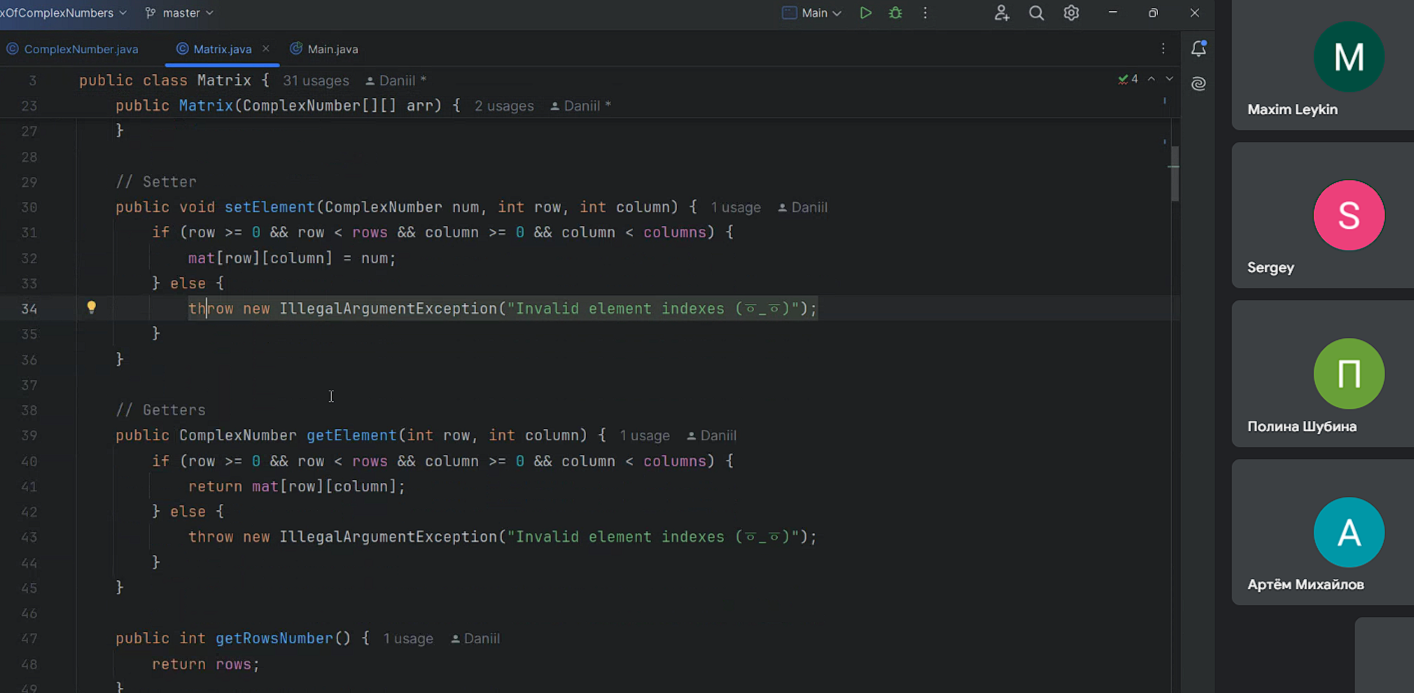 xOfComplexNumbers master Main
ComplexNumber.java Matrix.java Main.java
3 public class Matrix { 31 usages Daniil *
4
23 public Matrix(ComplexNumber[][] arr) { 2 usages Daniil *
27 }
28
29 // Setter
30 public void setElement(ComplexNumber num, int row, int column) { 1 usage Daniil
31 if (row >= 0 && row < rows && column >= 0 && column < columns) {
32 mat[row][column] = num;
33 } else {
34 throw new IllegalArgumentException("Invalid element indexes (ㆆ_ㆆ)");
35 }
36 }
37
38 // Getters
39 public ComplexNumber getElement(int row, int column) { 1 usage Daniil
40 if (row >= 0 && row < rows && column >= 0 && column < columns) {
41 return mat[row][column];
42 } else {
43 throw new IllegalArgumentException("Invalid element indexes (ㆆ_ㆆ)");
44 }
45 }
46
47 public int getRowsNumber() { 1 usage Daniil
48 return rows;
49 }
M
Maxim Leykin
S
Sergey
П
Полина Шубина
A
Артём Михайлов